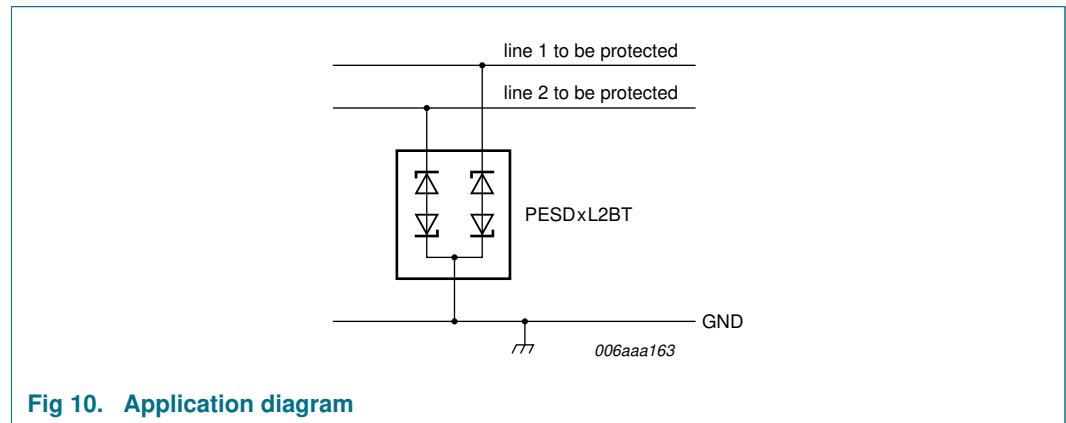 line 1 to be protected
line 2 to be protected
PESDxL2BT
GND
006aaa163
Fig 10. Application diagram